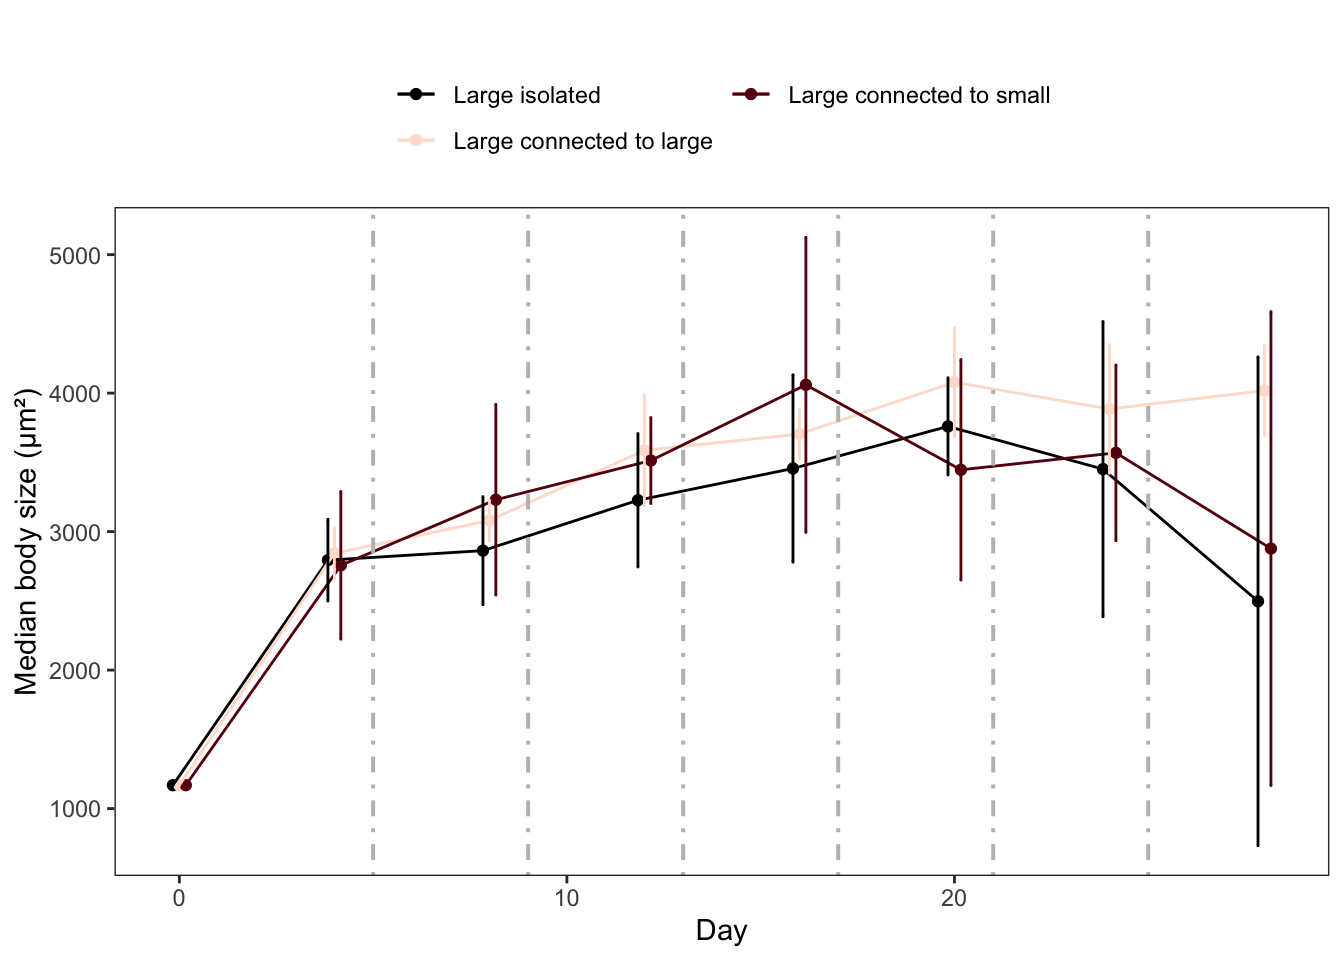 Large isolated
Large connected to small
Large connected to large
5000
4000
3000
2000
1000
Median body size (μm²)
0
10
20
Day